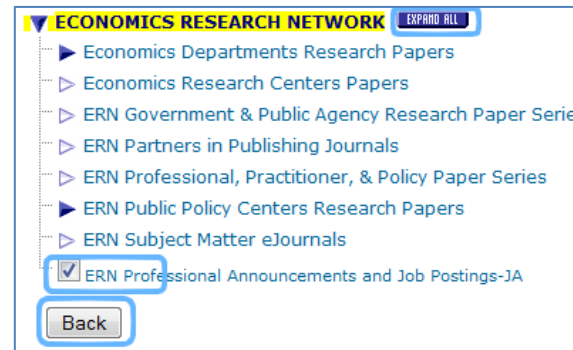 ECONOMICS RESEARCH NETWORK EXPAND ALL
Economics Departments Research Papers
Economics Research Centers Papers
ERN Government & Public Agency Research Paper Serie
ERN Partners in Publishing Journals
ERN Professional, Practitioner, & Policy Paper Series
ERN Public Policy Centers Research Papers
ERN Subject Matter eJournals
ERN Professional Announcements and Job Postings-JA
Back